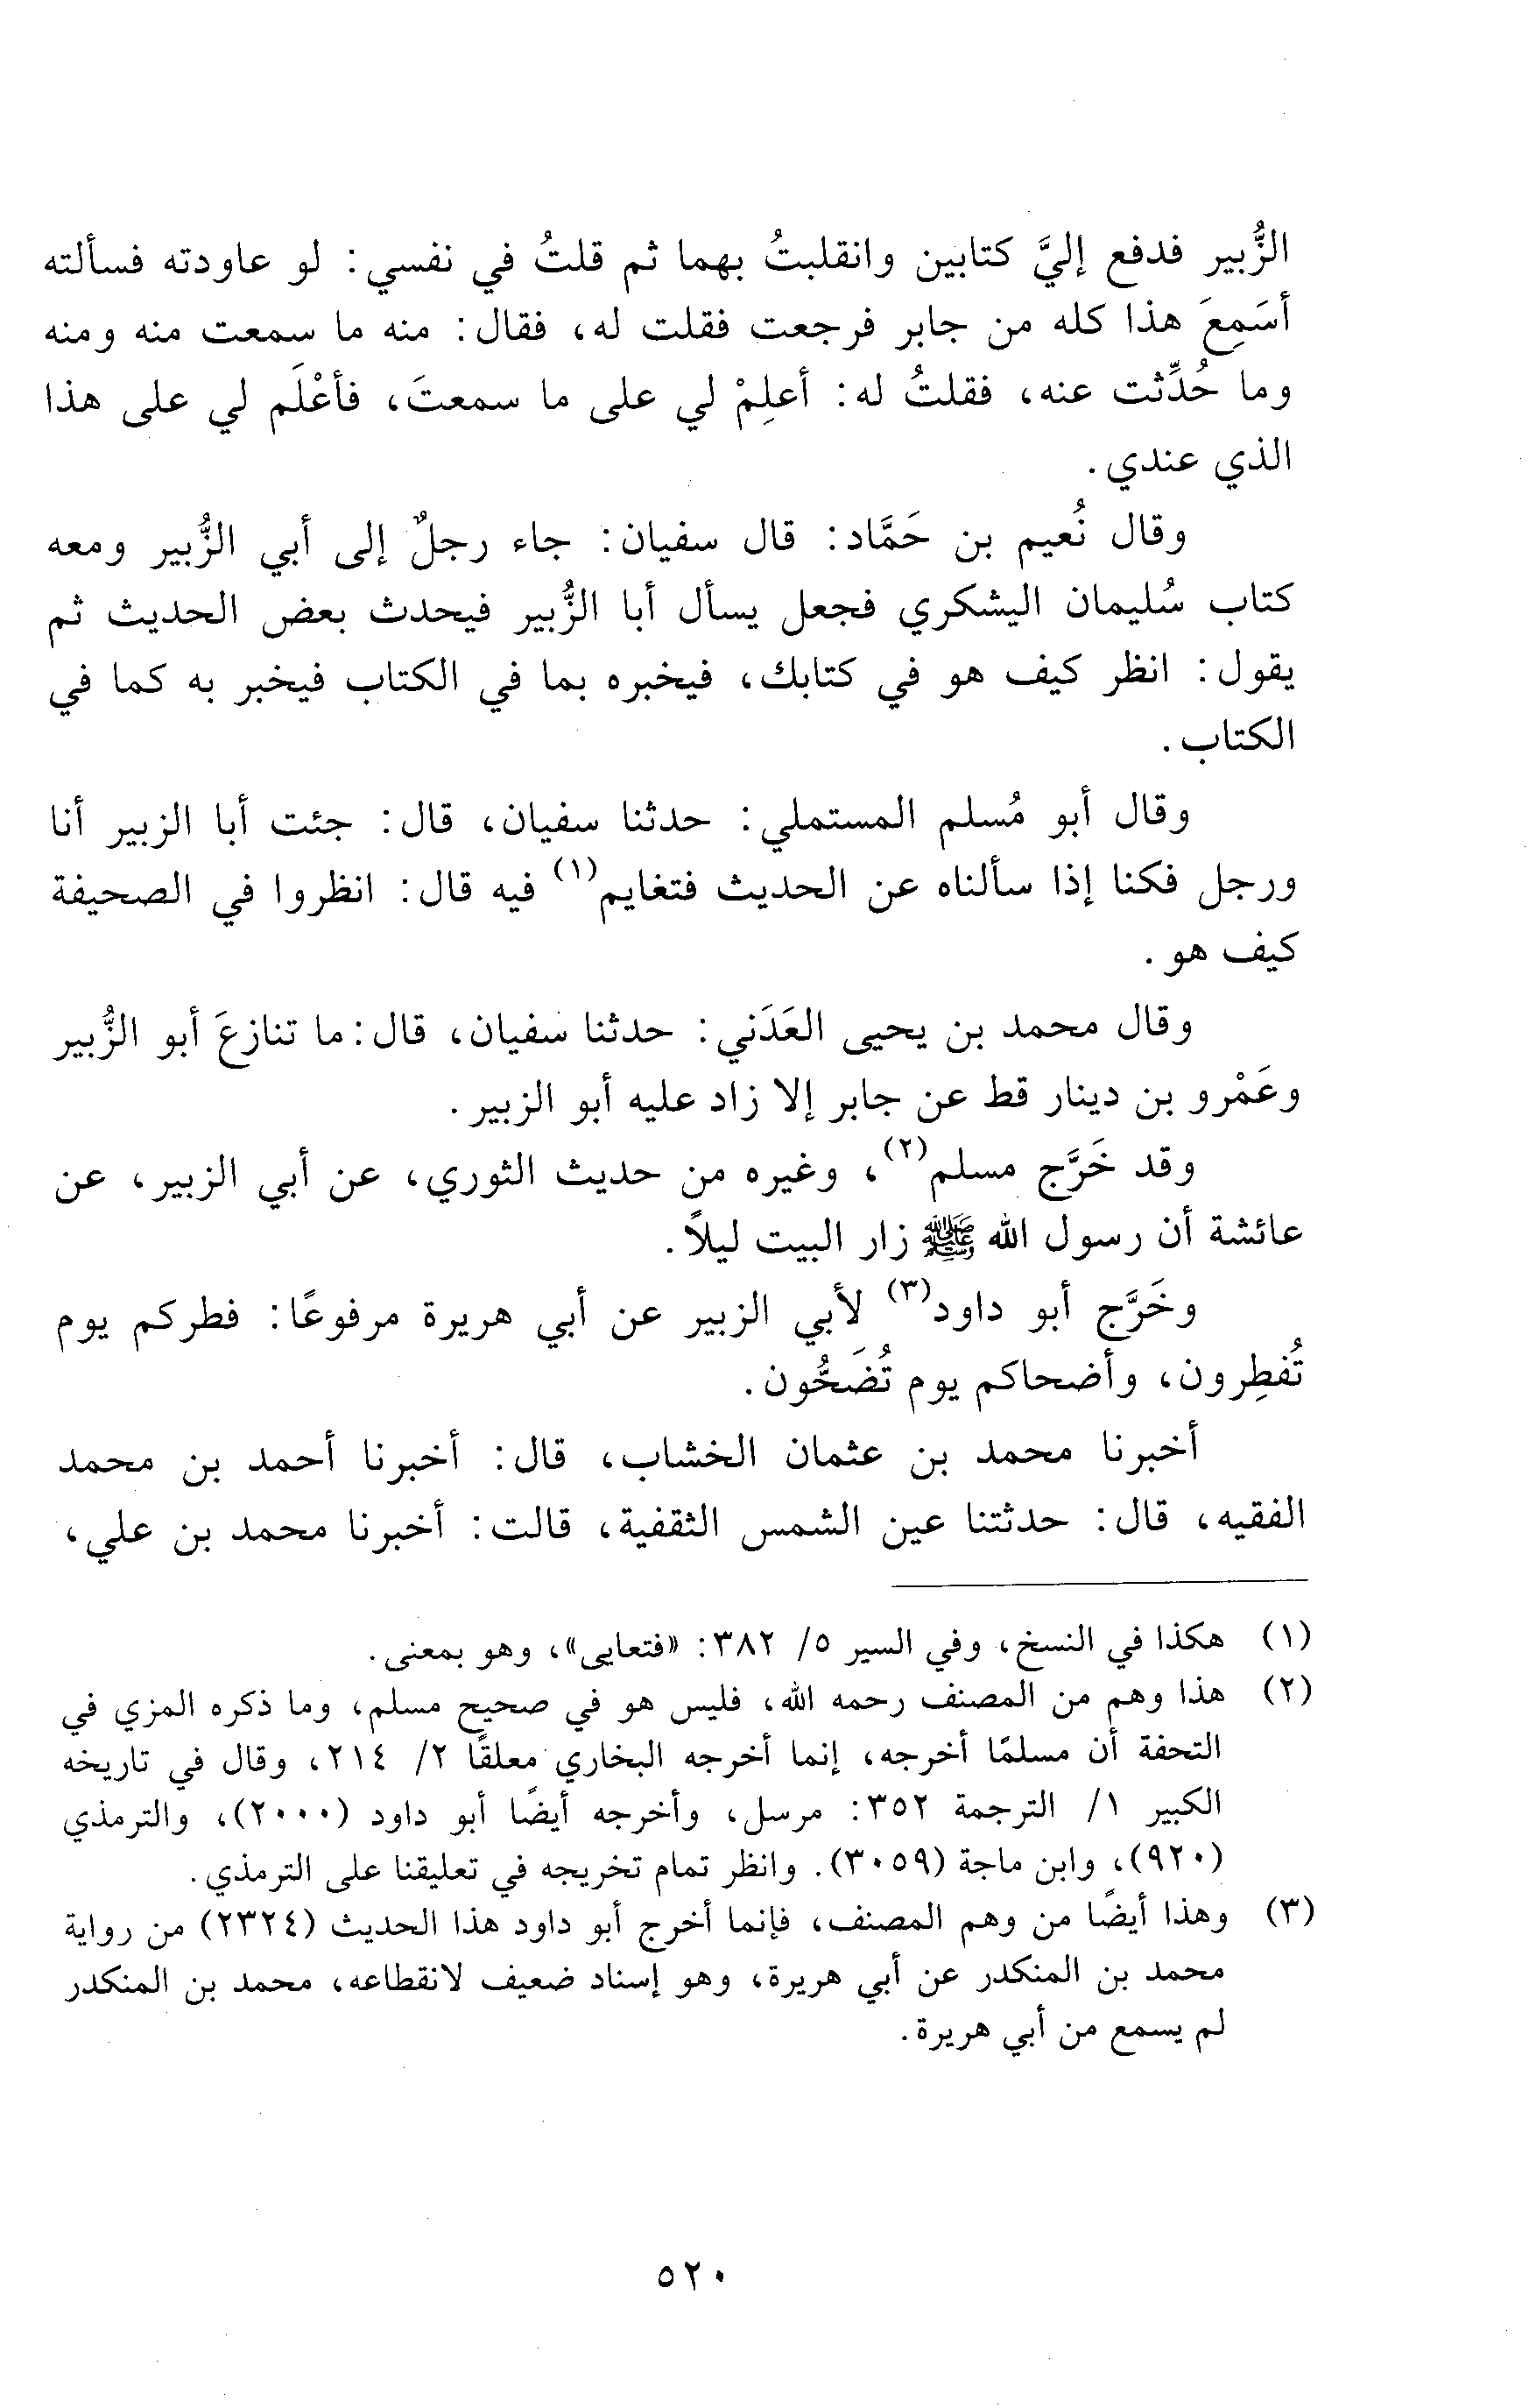 الزُّبير فدفع إليَّ كتابين وانقلبتُ بهما ثم قلتُ في نفسي: لو عاودته فسألته
أسَمِعَ هذا كله من جابر فرجعت فقلت له، فقال: منه ما سمعت منه ومنه
وما حُدِّثت عنه، فقلتُ له: أعلِمْ لي على ما سمعتَ، فأعْلَم لي على هذا
الذي عندي.
وقال نُعيم بن حَمَّاد: قال سفيان: جاء رجلٌ إلى أبي الزُّبير ومعه
كتاب سُليمان اليشكري فجعل يسأل أبا الزُّبير فيحدث بعض الحديث ثم
يقول: انظر كيف هو في كتابك، فيخبره بما في الكتاب فيخبر به كما في
الكتاب.
وقال أبو مُسلم المستملي: حدثنا سفيان، قال: جئت أبا الزبير أنا
ورجل فكنا إذا سألناه عن الحديث فتغايم(١) فيه قال: انظروا في الصحيفة
كيف هو.
وقال محمد بن يحيى العَدَني: حدثنا سفيان، قال: ما تنازعَ أبو الزُّبير
وعَمْرو بن دينار قط عن جابر إلا زاد عليه أبو الزبير.
وقد خَرَّج مسلم(٢)، وغيره من حديث الثوري، عن أبي الزبير، عن
عائشة أن رسول الله ﷺ زار البيت ليلاً.
وخَرَّج أبو داود(٣) لأبي الزبير عن أبي هريرة مرفوعًا: فطركم يوم
تُفطِرون، وأضحاكم يوم تُضَحُّون.
أخبرنا محمد بن عثمان الخشاب، قال: أخبرنا أحمد بن محمد
الفقيه، قال: حدثتنا عين الشمس الثقفية، قالت: أخبرنا محمد بن علي،
(١) هكذا في النسخ، وفي السير ٥/ ٣٨٢: «فتعايى»، وهو بمعنى.
(٢) هذا وهم من المصنف رحمه الله، فليس هو في صحيح مسلم، وما ذكره المزي في
التحفة أن مسلمًا أخرجه، إنما أخرجه البخاري معلقًا ٢/ ٢١٤، وقال في تاريخه
الكبير ١/ الترجمة ٣٥٢: مرسل، وأخرجه أيضًا أبو داود (٢٠٠٠)، والترمذي
(٩٢٠)، وابن ماجة (٣٠٥٩). وانظر تمام تخريجه في تعليقنا على الترمذي.
(٣) وهذا أيضًا من وهم المصنف، فإنما أخرج أبو داود هذا الحديث (٢٣٢٤) من رواية
محمد بن المنكدر عن أبي هريرة، وهو إسناد ضعيف لانقطاعه، محمد بن المنكدر
لم يسمع من أبي هريرة.
٥٢٠